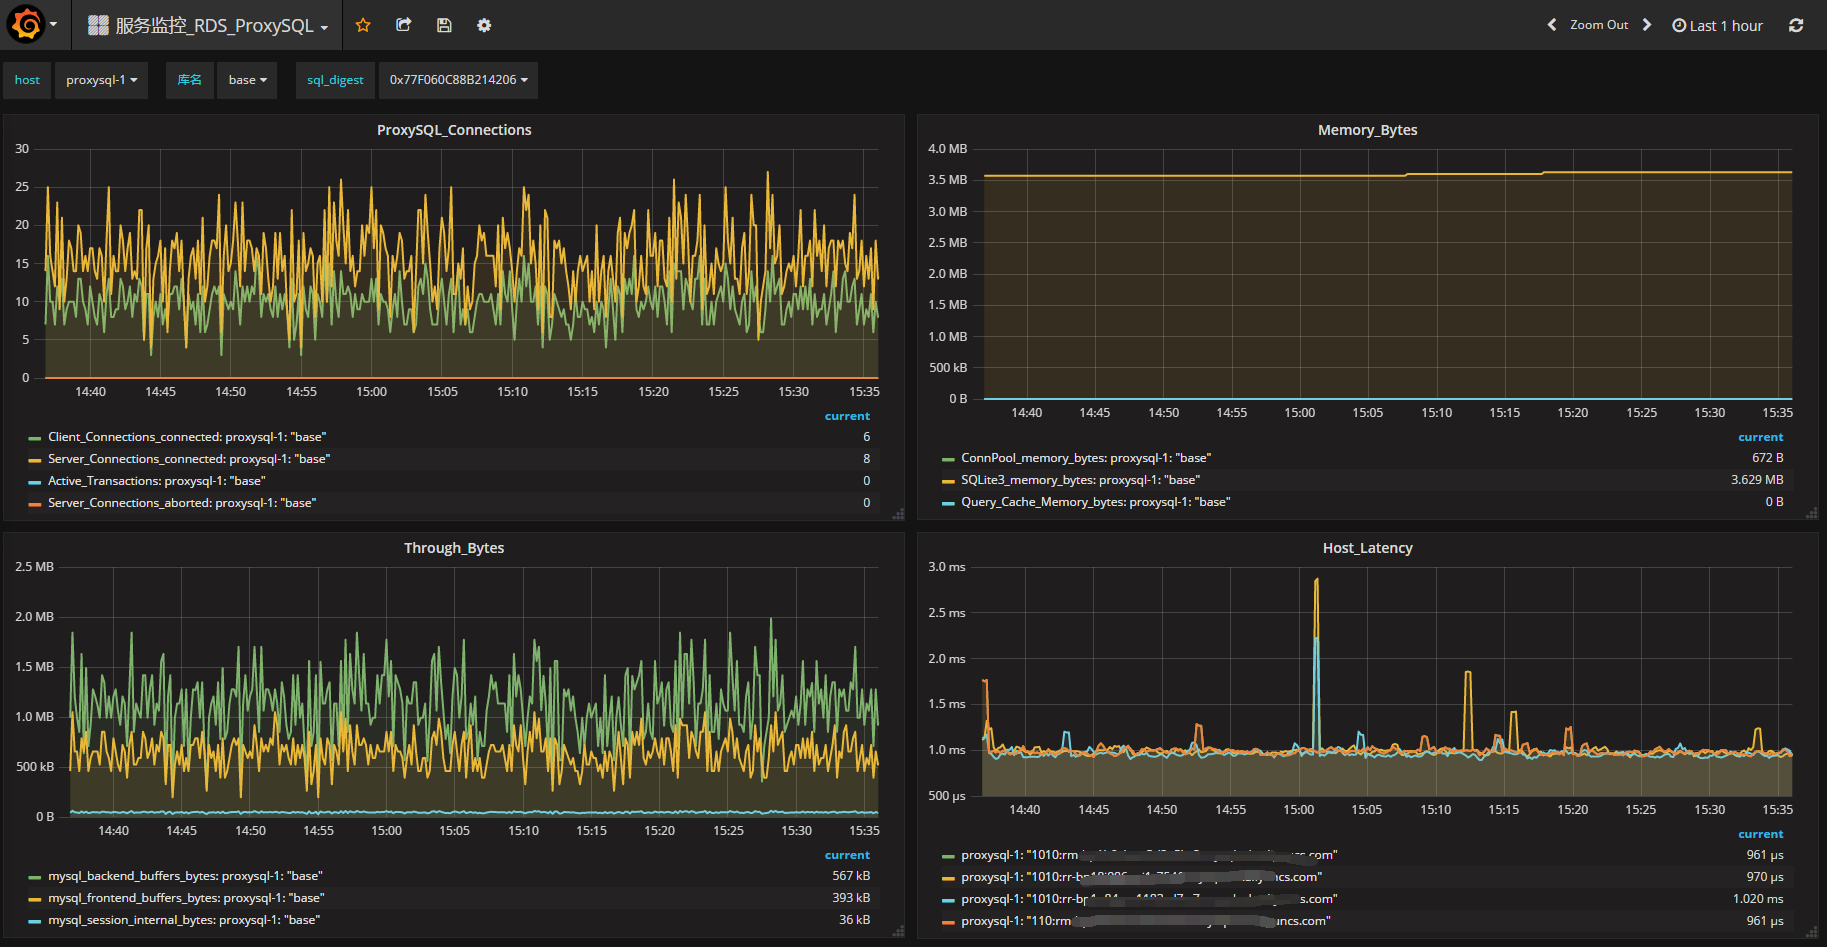 服务监控_RDS_ProxySQL
Zoom Out
Last 1 hour
host proxysql-1 库名 base sql_digest 0x77F060C88B214206
ProxySQL_Connections
30
25
20
15
10
5
0
14:40 14:45 14:50 14:55 15:00 15:05 15:10 15:15 15:20 15:25 15:30 15:35
current
Client_Connections_connected: proxysql-1: "base" 6
Server_Connections_connected: proxysql-1: "base" 8
Active_Transactions: proxysql-1: "base" 0
Server_Connections_aborted: proxysql-1: "base" 0
Memory_Bytes
4.0 MB
3.5 MB
3.0 MB
2.5 MB
2.0 MB
1.5 MB
1.0 MB
500 kB
0 B
14:40 14:45 14:50 14:55 15:00 15:05 15:10 15:15 15:20 15:25 15:30 15:35
current
ConnPool_memory_bytes: proxysql-1: "base" 672 B
SQLite3_memory_bytes: proxysql-1: "base" 3.629 MB
Query_Cache_Memory_bytes: proxysql-1: "base" 0 B
Through_Bytes
2.5 MB
2.0 MB
1.5 MB
1.0 MB
500 kB
0 B
14:40 14:45 14:50 14:55 15:00 15:05 15:10 15:15 15:20 15:25 15:30 15:35
current
mysql_backend_buffers_bytes: proxysql-1: "base" 567 kB
mysql_frontend_buffers_bytes: proxysql-1: "base" 393 kB
mysql_session_internal_bytes: proxysql-1: "base" 36 kB
Host_Latency
3.0 ms
2.5 ms
2.0 ms
1.5 ms
1.0 ms
500 µs
14:40 14:45 14:50 14:55 15:00 15:05 15:10 15:15 15:20 15:25 15:30 15:35
current
proxysql-1: "1010:rm .com" 961 µs
proxysql-1: "1010:rr-b ncs.com" 970 µs
proxysql-1: "1010:rr-b s.com" 1.020 ms
proxysql-1: "110:rm uncs.com" 961 µs